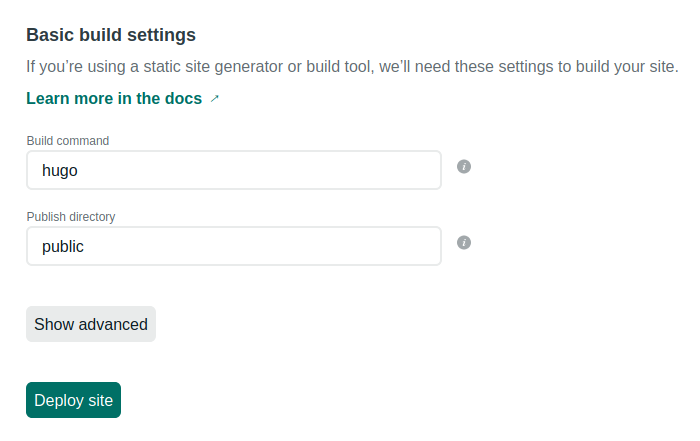 Basic build settings
If you’re using a static site generator or build tool, we’ll need these settings to build your site.
Learn more in the docs ↗
Build command
hugo
Publish directory
public
Show advanced
Deploy site